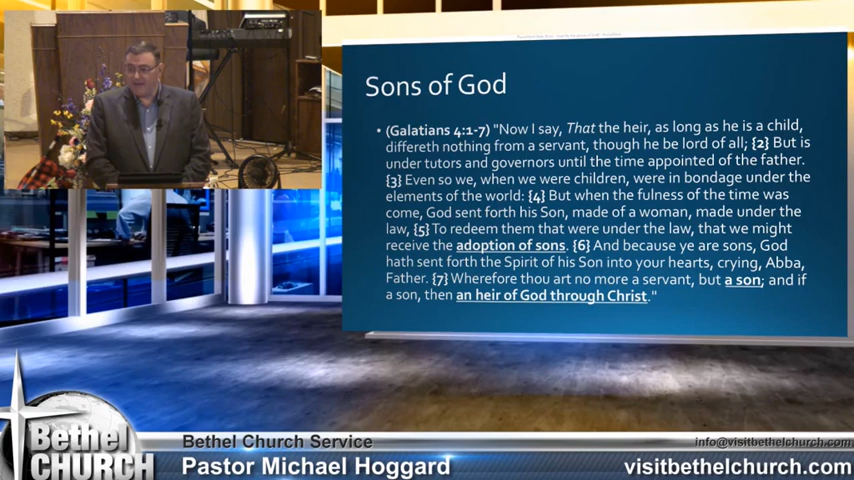 Sons of God
• (Galatians 4:1-7) "Now I say, That the heir, as long as he is a child,
differeth nothing from a servant, though he be lord of all; {2} But is
under tutors and governors until the time appointed of the father.
{3} Even so we, when we were children, were in bondage under the
elements of the world: {4} But when the fulness of the time was
come, God sent forth his Son, made of a woman, made under the
law, {5} To redeem them that were under the law, that we might
receive the adoption of sons. {6} And because ye are sons, God
hath sent forth the Spirit of his Son into your hearts, crying, Abba,
Father. {7} Wherefore thou art no more a servant, but a son; and if
a son, then an heir of God through Christ."
Bethel
CHURCH
Bethel Church Service
info@visitbethelchurch.com
Pastor Michael Hoggard
visitbethelchurch.com